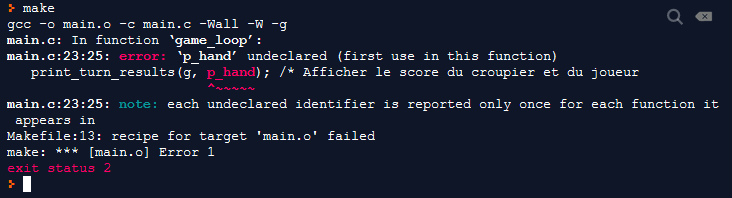 > make
gcc -o main.o -c main.c -Wall -W -g
main.c: In function ‘game_loop’:
main.c:23:25: error: ‘p_hand’ undeclared (first use in this function)
   print_turn_results(g, p_hand); /* Afficher le score du croupier et du joueur
                         ^~~~~~
main.c:23:25: note: each undeclared identifier is reported only once for each function it
 appears in
Makefile:13: recipe for target 'main.o' failed
make: *** [main.o] Error 1
exit status 2
>